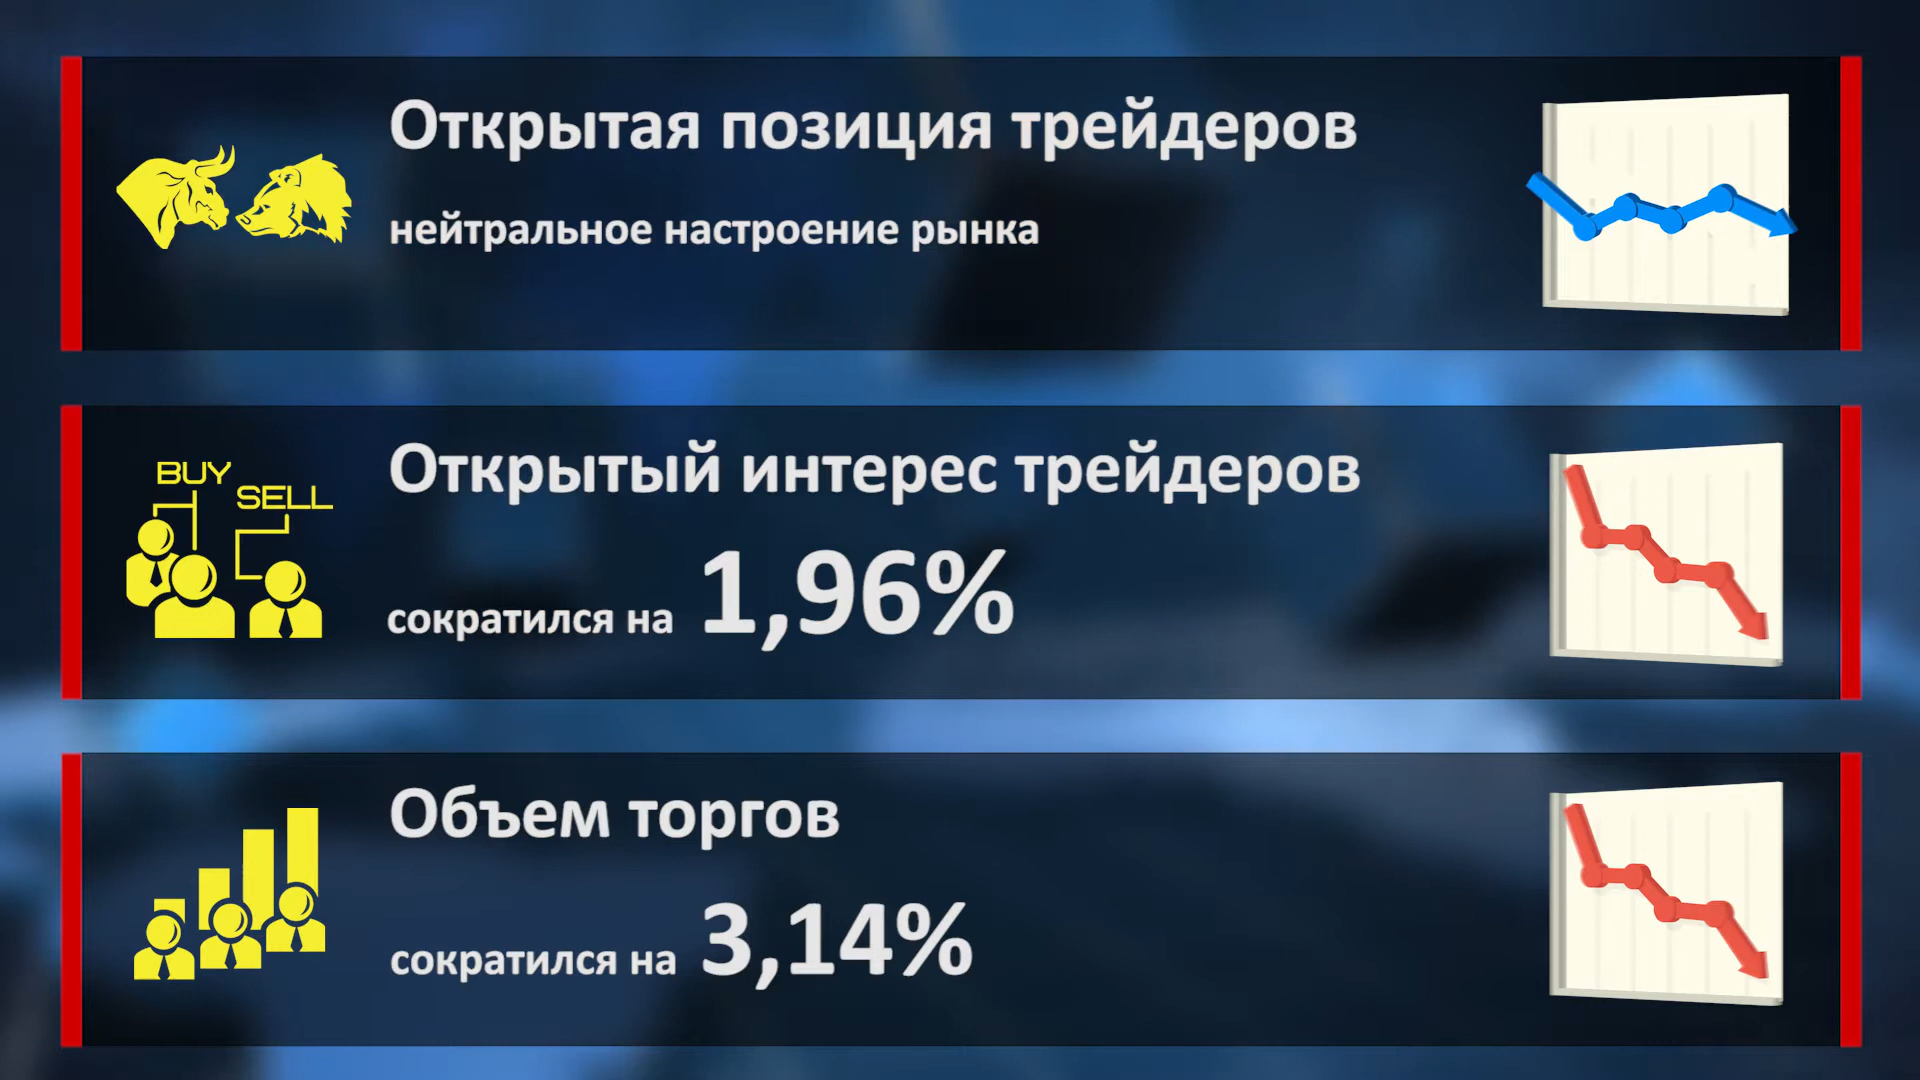 Открытая позиция трейдеров
нейтральное настроение рынка
BUY
SELL
Открытый интерес трейдеров
сократился на 1,96%
Объем торгов
сократился на 3,14%